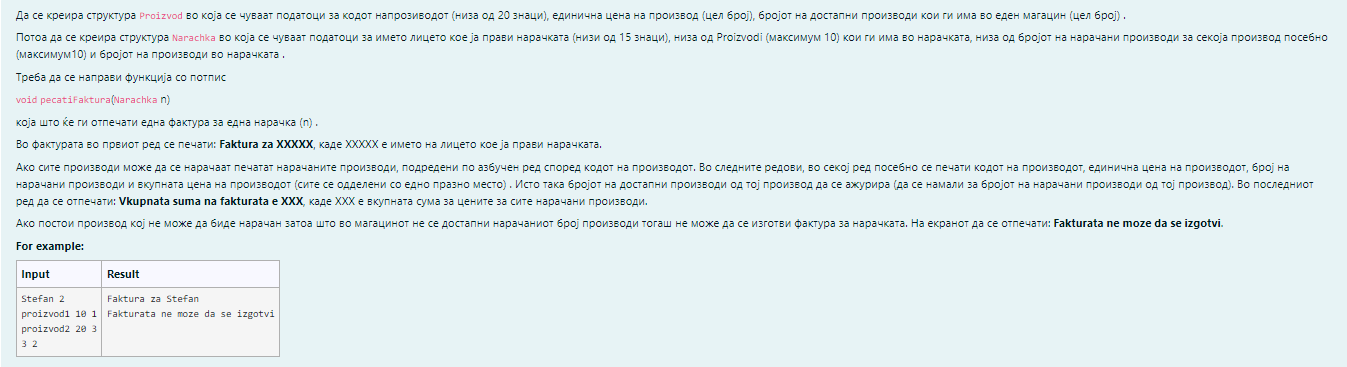 Да се креира структура Proizvod во која се чуваат податоци за кодот напрозиводот (низа од 20 знаци), единична цена на производ (цел број), бројот на достапни производи кои ги има во еден магацин (цел број) .
Потоа да се креира структура Narachka во која се чуваат податоци за името лицето кое ја прави нарачката (низи од 15 знаци), низа од Proizvodi (максимум 10) кои ги има во нарачката, низа од бројот на нарачани производи за секоја производ посебно
(максимум10) и бројот на производи во нарачката .
Треба да се направи функција со потпис
void pecatiFaktura(Narachka n)
која што ќе ги отпечати една фактура за една нарачка (n) .
Во фактурата во првиот ред се печати: Faktura za XXXXX, каде XXXXX е името на лицето кое ја прави нарачката.
Ако сите производи може да се нарачаат печатат нарачаните производи, подредени по азбучен ред според кодот на производот. Во следните редови, во секој ред посебно се печати кодот на производот, единична цена на производот, број на
нарачани производи и вкупната цена на производот (сите се одделени со едно празно место) . Исто така бројот на достапни производи од тој производ да се ажурира (да се намали за бројот на нарачани производи од тој производ). Во последниот
ред да се отпечати: Vkupnata suma na fakturata e XXX, каде XXX е вкупната сума за цените за сите нарачани производи.
Ако постои производ кој не може да биде нарачан затоа што во магацинот не се достапни нарачаниот број производи тогаш не може да се изготви фактура за нарачката. На екранот да се отпечати: Fakturata ne moze da se izgotvi.
For example:
Input Result
Stefan 2 Faktura za Stefan
proizvod1 10 1 Fakturata ne moze da se izgotvi
proizvod2 20 3
3 2